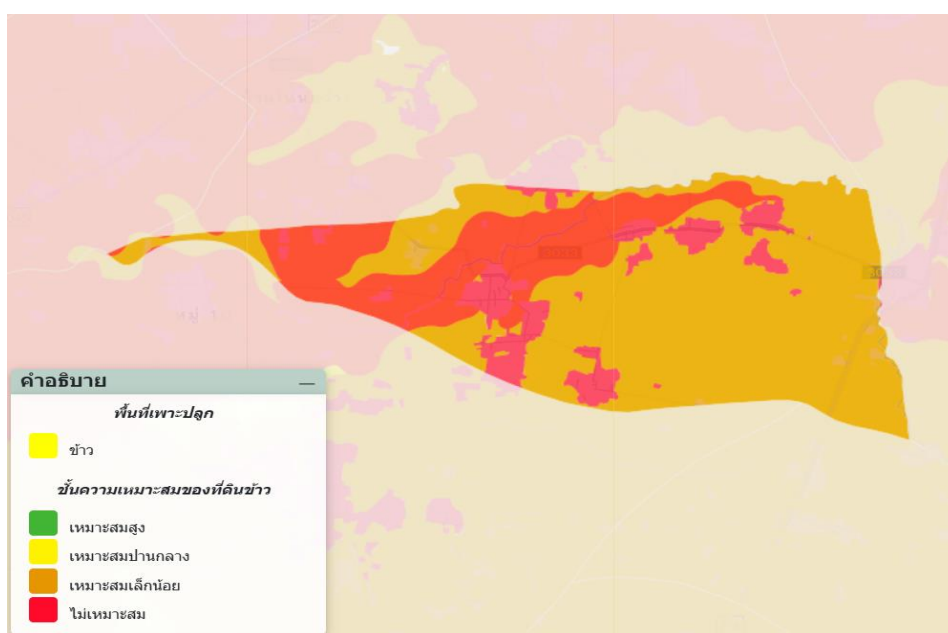 คำอธิบาย
พื้นที่เพาะปลูก
ข้าว
ชั้นความเหมาะสมของที่ดินข้าว
เหมาะสมสูง
เหมาะสมปานกลาง
เหมาะสมเล็กน้อย
ไม่เหมาะสม